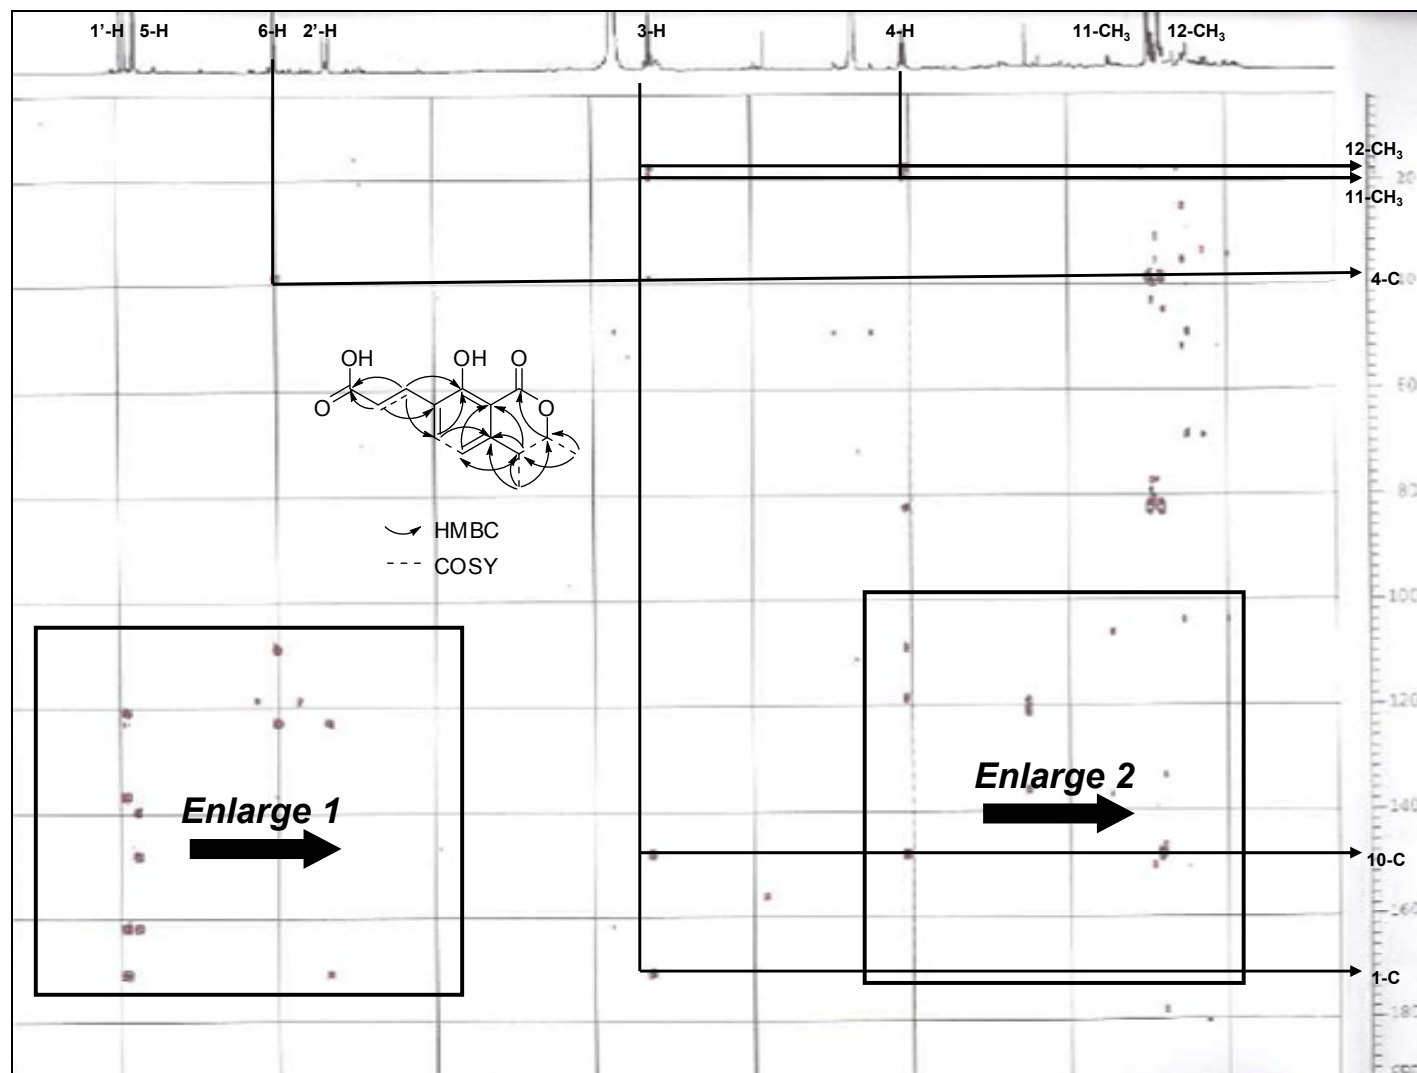 1’-H 5-H 6-H 2’-H 3-H 4-H 11-CH₃ 12-CH₃
12-CH₃
20
11-CH₃
4-C
OH OH O
60
O O
80
HMBC
COSY
100
120
Enlarge 2
140
Enlarge 1
10-C
160
1-C
180